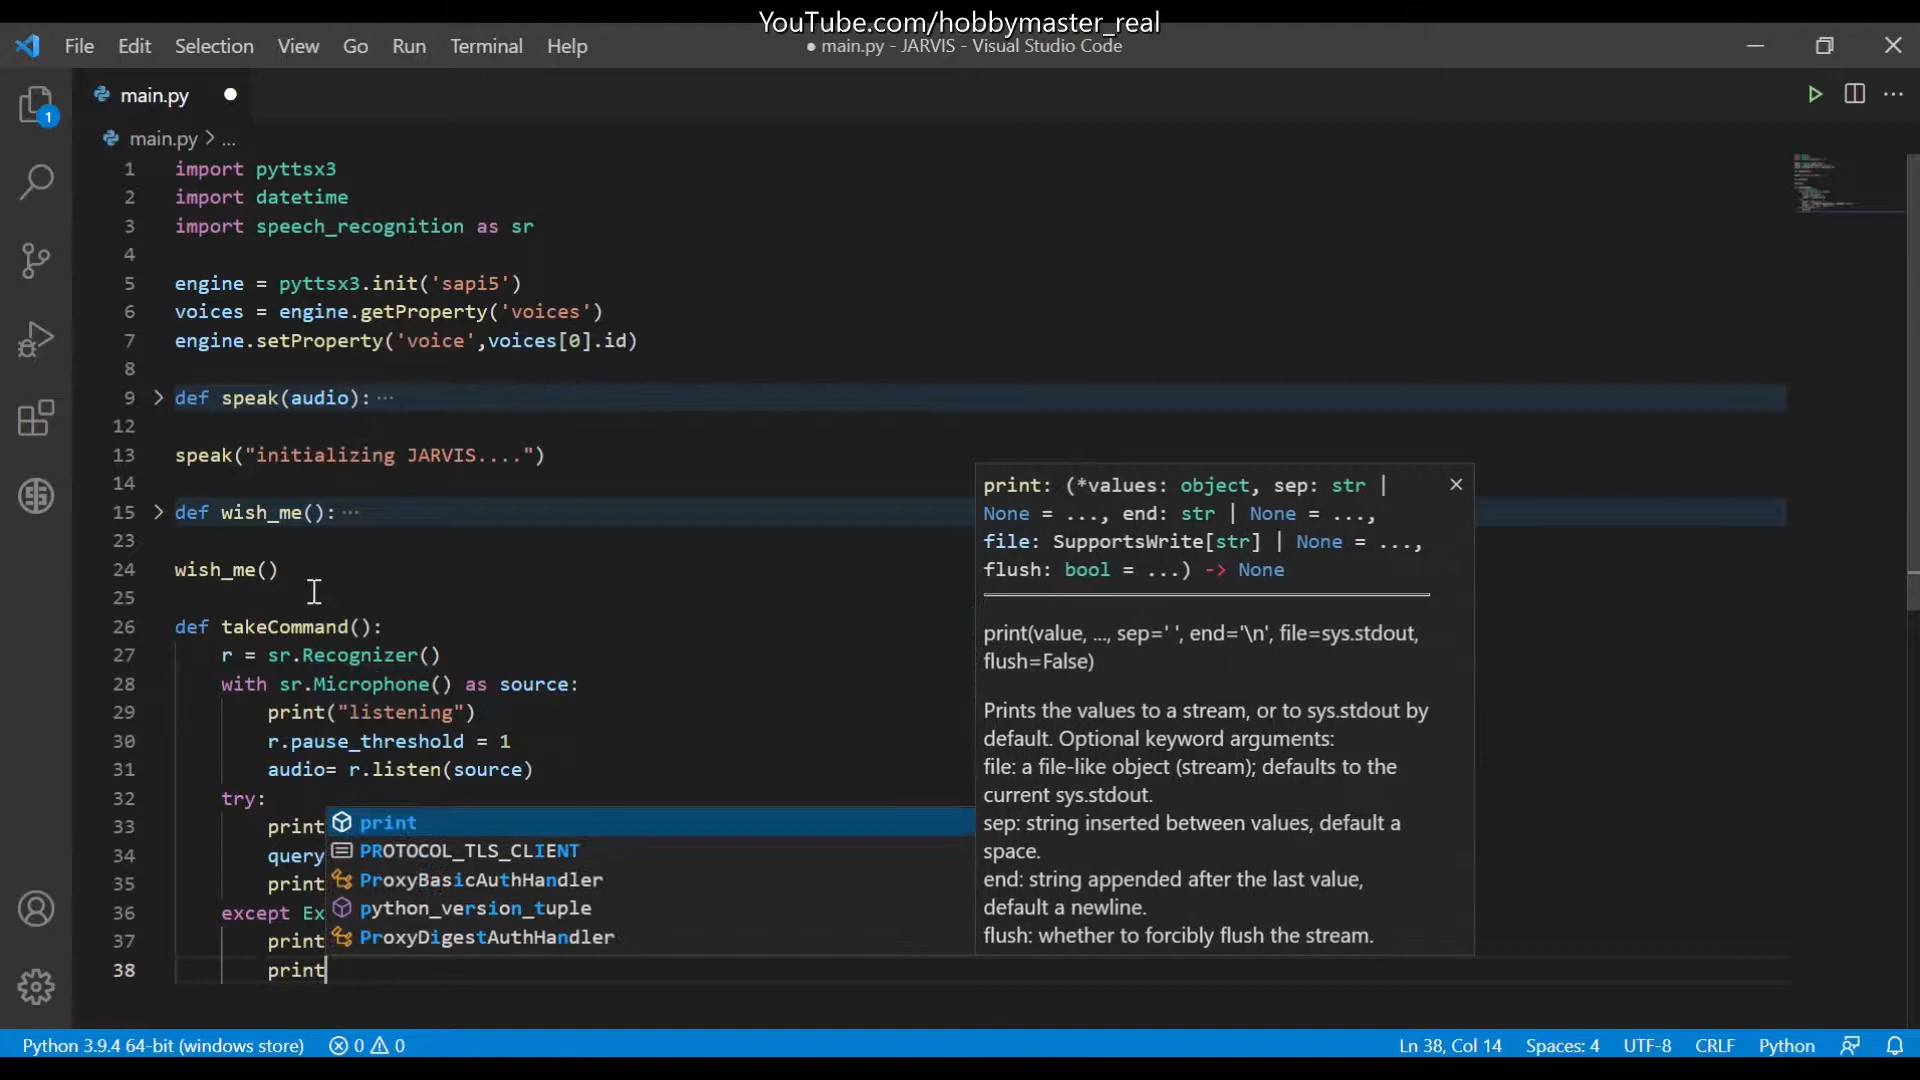 YouTube.com/hobbymaster_real
File Edit Selection View Go Run Terminal Help
● main.py - JARVIS - Visual Studio Code
main.py
1
main.py > ...
1 import pyttsx3
2 import datetime
3 import speech_recognition as sr
4
5 engine = pyttsx3.init('sapi5')
6 voices = engine.getProperty('voices')
7 engine.setProperty('voice',voices[0].id)
8
9 def speak(audio):...
12
13 speak("initializing JARVIS....")
14
15 def wish_me():...
23
24 wish_me()
25
26 def takeCommand():
27 r = sr.Recognizer()
28 with sr.Microphone() as source:
29 print("listening")
30 r.pause_threshold = 1
31 audio= r.listen(source)
32 try:
33 print
34 query
35 print
36 except Ex
37 print
38 print
print
PROTOCOL_TLS_CLIENT
ProxyBasicAuthHandler
python_version_tuple
ProxyDigestAuthHandler
print: (*values: object, sep: str |
None = ..., end: str | None = ...,
file: SupportsWrite[str] | None = ...,
flush: bool = ...) -> None
print(value, ..., sep=' ', end='\n', file=sys.stdout,
flush=False)
Prints the values to a stream, or to sys.stdout by
default. Optional keyword arguments:
file: a file-like object (stream); defaults to the
current sys.stdout.
sep: string inserted between values, default a
space.
end: string appended after the last value,
default a newline.
flush: whether to forcibly flush the stream.
Python 3.9.4 64-bit (windows store) 0 0
Ln 38, Col 14 Spaces: 4 UTF-8 CRLF Python